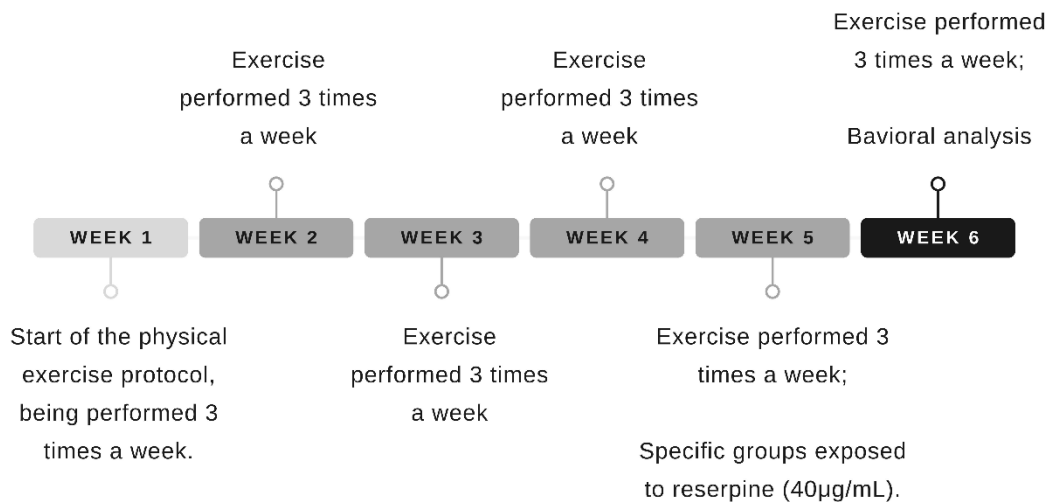 Exercise
performed 3 times
a week
Exercise
performed 3 times
a week
Exercise performed
3 times a week;
Bavioral analysis
WEEK 1
WEEK 2
WEEK 3
WEEK 4
WEEK 5
WEEK 6
Start of the physical
exercise protocol,
being performed 3
times a week.
Exercise
performed 3 times
a week
Exercise performed 3
times a week;
Specific groups exposed
to reserpine (40µg/mL).